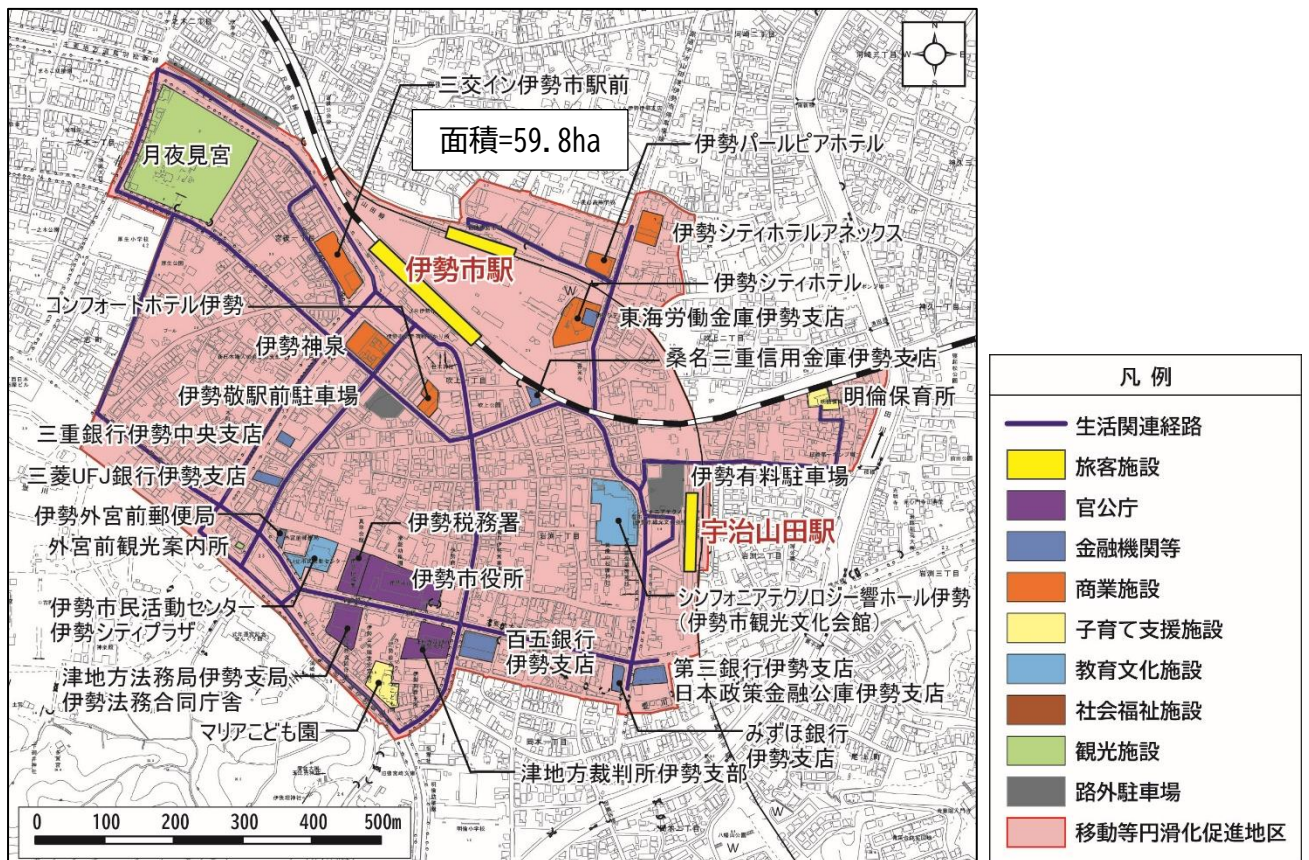 三交イン伊勢市駅前
面積=59.8ha
伊勢パールピアホテル
月夜見宮
伊勢シティホテルアネックス
伊勢市駅
伊勢シティホテル
コンフォートホテル伊勢
東海労働金庫伊勢支店
伊勢神泉
桑名三重信用金庫伊勢支店
伊勢敬駅前駐車場
明倫保育所
三重銀行伊勢中央支店
三菱UFJ銀行伊勢支店
伊勢有料駐車場
伊勢外宮前郵便局
伊勢税務署
宇治山田駅
外宮前観光案内所
伊勢市役所
伊勢市民活動センター
伊勢シティプラザ
シンフォニアテクノロジー響ホール伊勢
(伊勢市観光文化会館)
百五銀行
伊勢支店
津地方法務局伊勢支局
伊勢法務合同庁舎
第三銀行伊勢支店
日本政策金融公庫伊勢支店
マリアこども園
みずほ銀行
伊勢支店
津地方裁判所伊勢支部
0 100 200 300 400 500m
N
W E
S
凡例
生活関連経路
旅客施設
官公庁
金融機関等
商業施設
子育て支援施設
教育文化施設
社会福祉施設
観光施設
路外駐車場
移動等円滑化促進地区